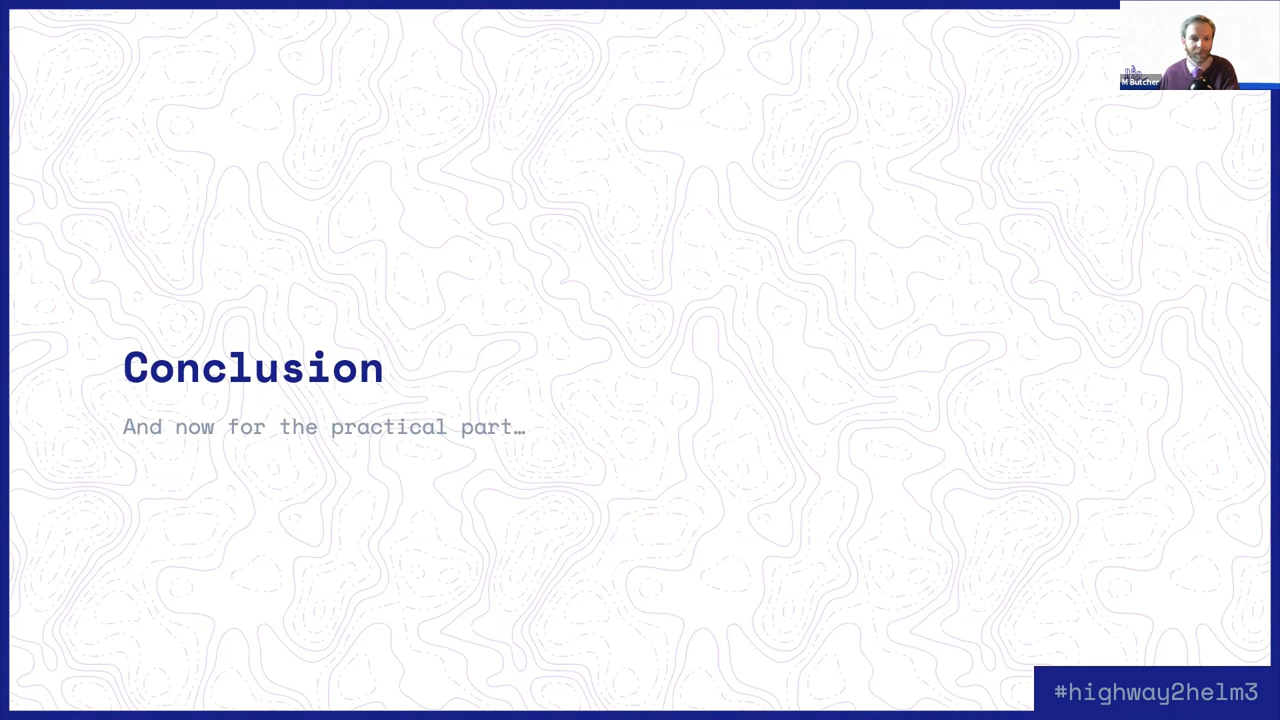 M Butcher
Conclusion
And now for the practical part…
#highway2helm3